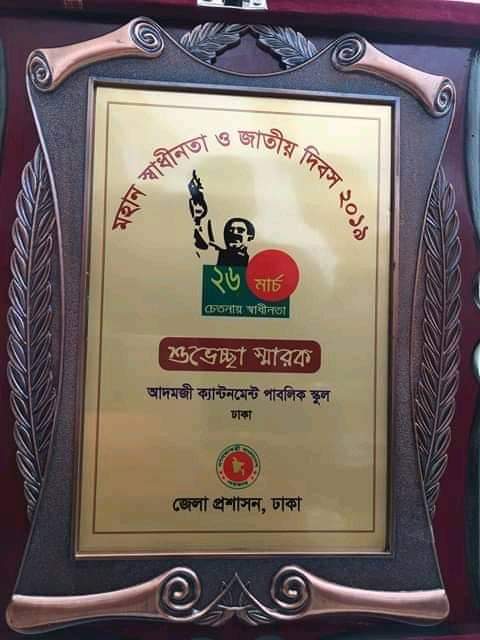 মহান স্বাধীনতা ও জাতীয় দিবস ২০১৯
২৬ মার্চ
চেতনায় স্বাধীনতা
শুভেচ্ছা স্মারক
আদমজী ক্যান্টনমেন্ট পাবলিক স্কুল
ঢাকা
জেলা প্রশাসন, ঢাকা